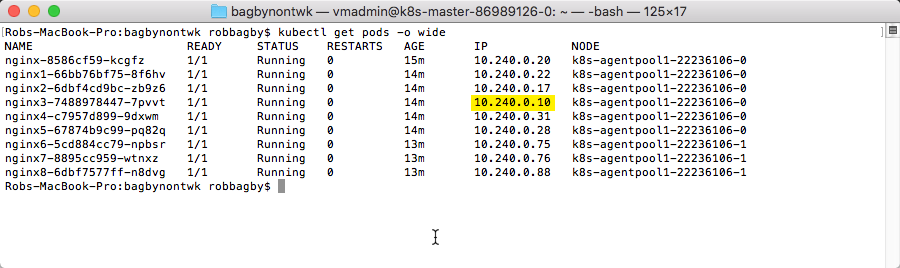 bagbynontwk — vmadmin@k8s-master-86989126-0: ~ — -bash — 125×17
[Robs-MacBook-Pro:bagbynontwk robbagby$ kubectl get pods -o wide ]
NAME READY STATUS RESTARTS AGE IP NODE
nginx-8586cf59-kcgfz 1/1 Running 0 15m 10.240.0.20 k8s-agentpool1-22236106-0
nginx1-66bb76bf75-8f6hv 1/1 Running 0 14m 10.240.0.22 k8s-agentpool1-22236106-0
nginx2-6dbf4cd9bc-zb9z6 1/1 Running 0 14m 10.240.0.17 k8s-agentpool1-22236106-0
nginx3-7488978447-7pvvt 1/1 Running 0 14m 10.240.0.10 k8s-agentpool1-22236106-0
nginx4-c7957d899-9dxwm 1/1 Running 0 14m 10.240.0.31 k8s-agentpool1-22236106-0
nginx5-67874b9c99-pq82q 1/1 Running 0 14m 10.240.0.28 k8s-agentpool1-22236106-0
nginx6-5cd884cc79-npbsr 1/1 Running 0 13m 10.240.0.75 k8s-agentpool1-22236106-1
nginx7-8895cc959-wtnxz 1/1 Running 0 13m 10.240.0.76 k8s-agentpool1-22236106-1
nginx8-6dbf7577ff-n8dvg 1/1 Running 0 13m 10.240.0.88 k8s-agentpool1-22236106-1
Robs-MacBook-Pro:bagbynontwk robbagby$